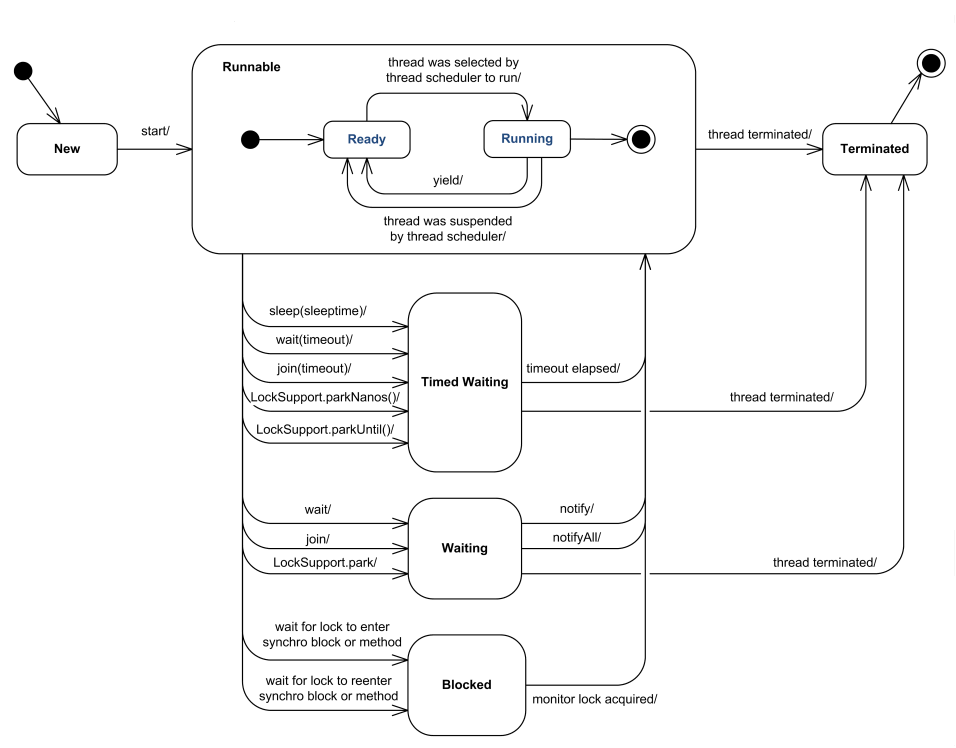 Runnable
thread was selected by
thread scheduler to run/
New
start/
Ready
Running
yield/
thread was suspended
by thread scheduler/
thread terminated/
Terminated
sleep(sleeptime)/
wait(timeout)/
join(timeout)/
LockSupport.parkNanos()/
LockSupport.parkUntil()/
Timed Waiting
timeout elapsed/
thread terminated/
wait/
join/
LockSupport.park/
Waiting
notify/
notifyAll/
thread terminated/
wait for lock to enter
synchro block or method
wait for lock to reenter
synchro block or method
Blocked
monitor lock acquired/